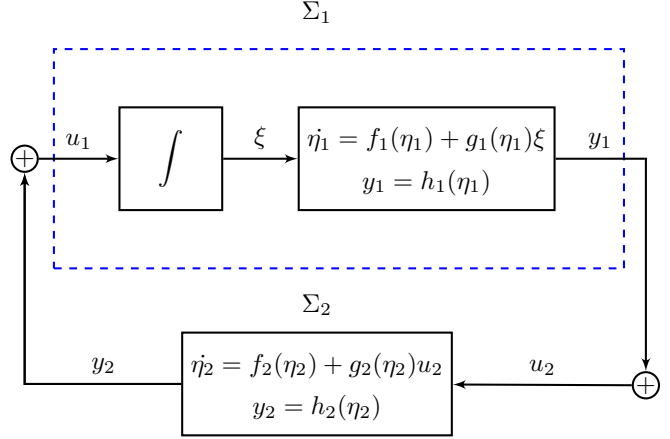 Σ₁
+
u₁
∫
ξ
η̇₁ = f₁(η₁) + g₁(η₁)ξ
y₁ = h₁(η₁)
y₁
Σ₂
y₂
η̇₂ = f₂(η₂) + g₂(η₂)u₂
y₂ = h₂(η₂)
u₂
+